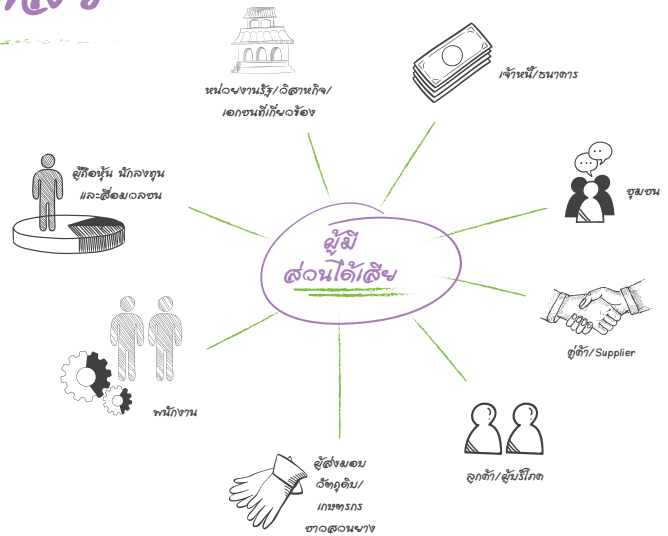 หน่วยงานรัฐ/วิสาหกิจ/
เอกชนที่เกี่ยวข้อง
เจ้าหนี้/ธนาคาร
ผู้ถือหุ้น นักลงทุน
และสื่อมวลชน
ชุมชน
ผู้มี
ส่วนได้เสีย
คู่ค้า/Supplier
พนักงาน
ผู้ส่งมอบ
วัตถุดิบ/
เกษตรกร
ชาวสวนยาง
ลูกค้า/ผู้บริโภค